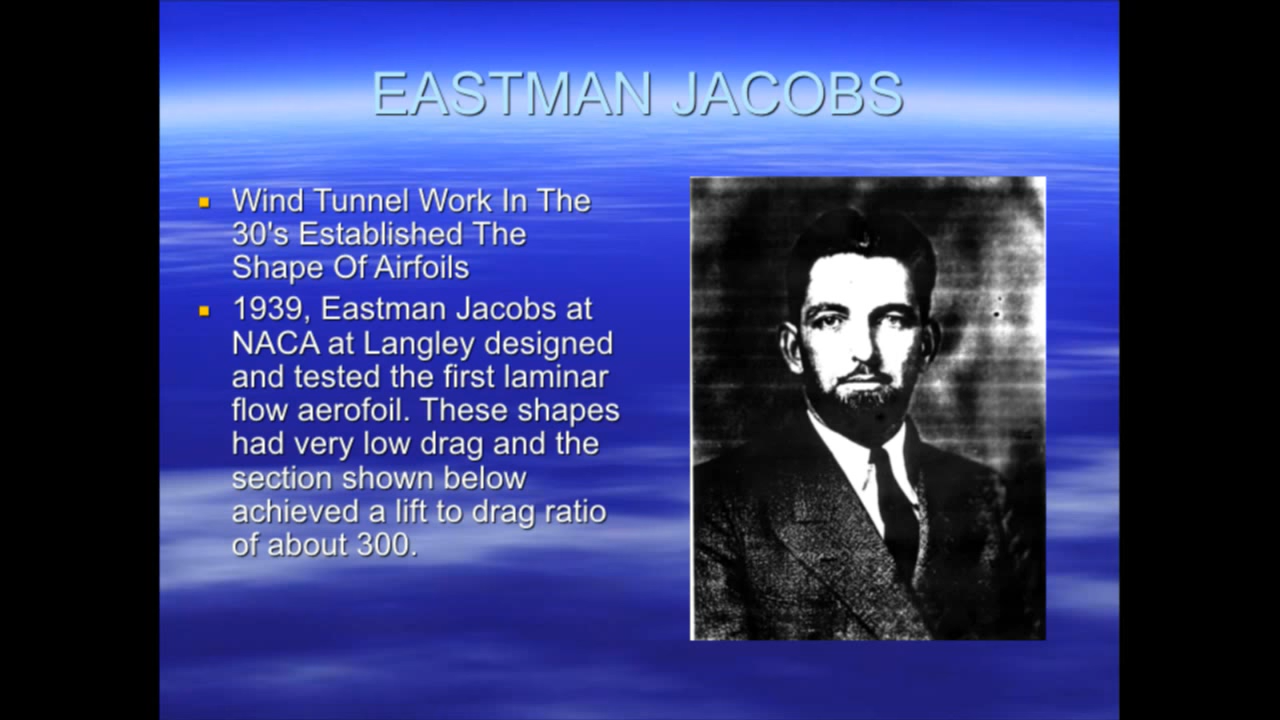 EASTMAN JACOBS
Wind Tunnel Work In The
30's Established The
Shape Of Airfoils
1939, Eastman Jacobs at
NACA at Langley designed
and tested the first laminar
flow aerofoil. These shapes
had very low drag and the
section shown below
achieved a lift to drag ratio
of about 300.